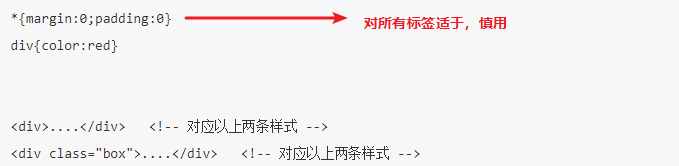 *{margin:0;padding:0} 对所有标签适于，慎用
div{color:red}
<div>....</div> <!-- 对应以上两条样式 -->
<div class="box">....</div> <!-- 对应以上两条样式 -->